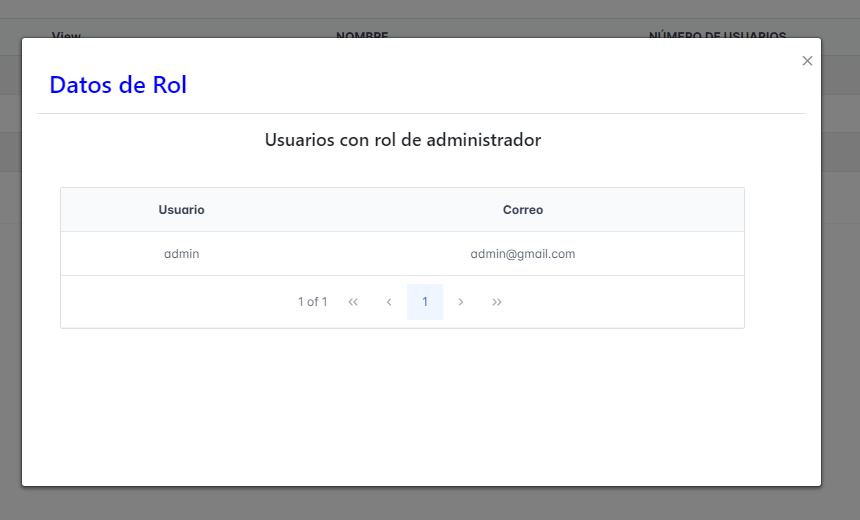 View NOMBRE NÚMERO DE USUARIOS
Datos de Rol
Usuarios con rol de administrador
Usuario Correo
admin admin@gmail.com
1 of 1 « ‹ 1 › »